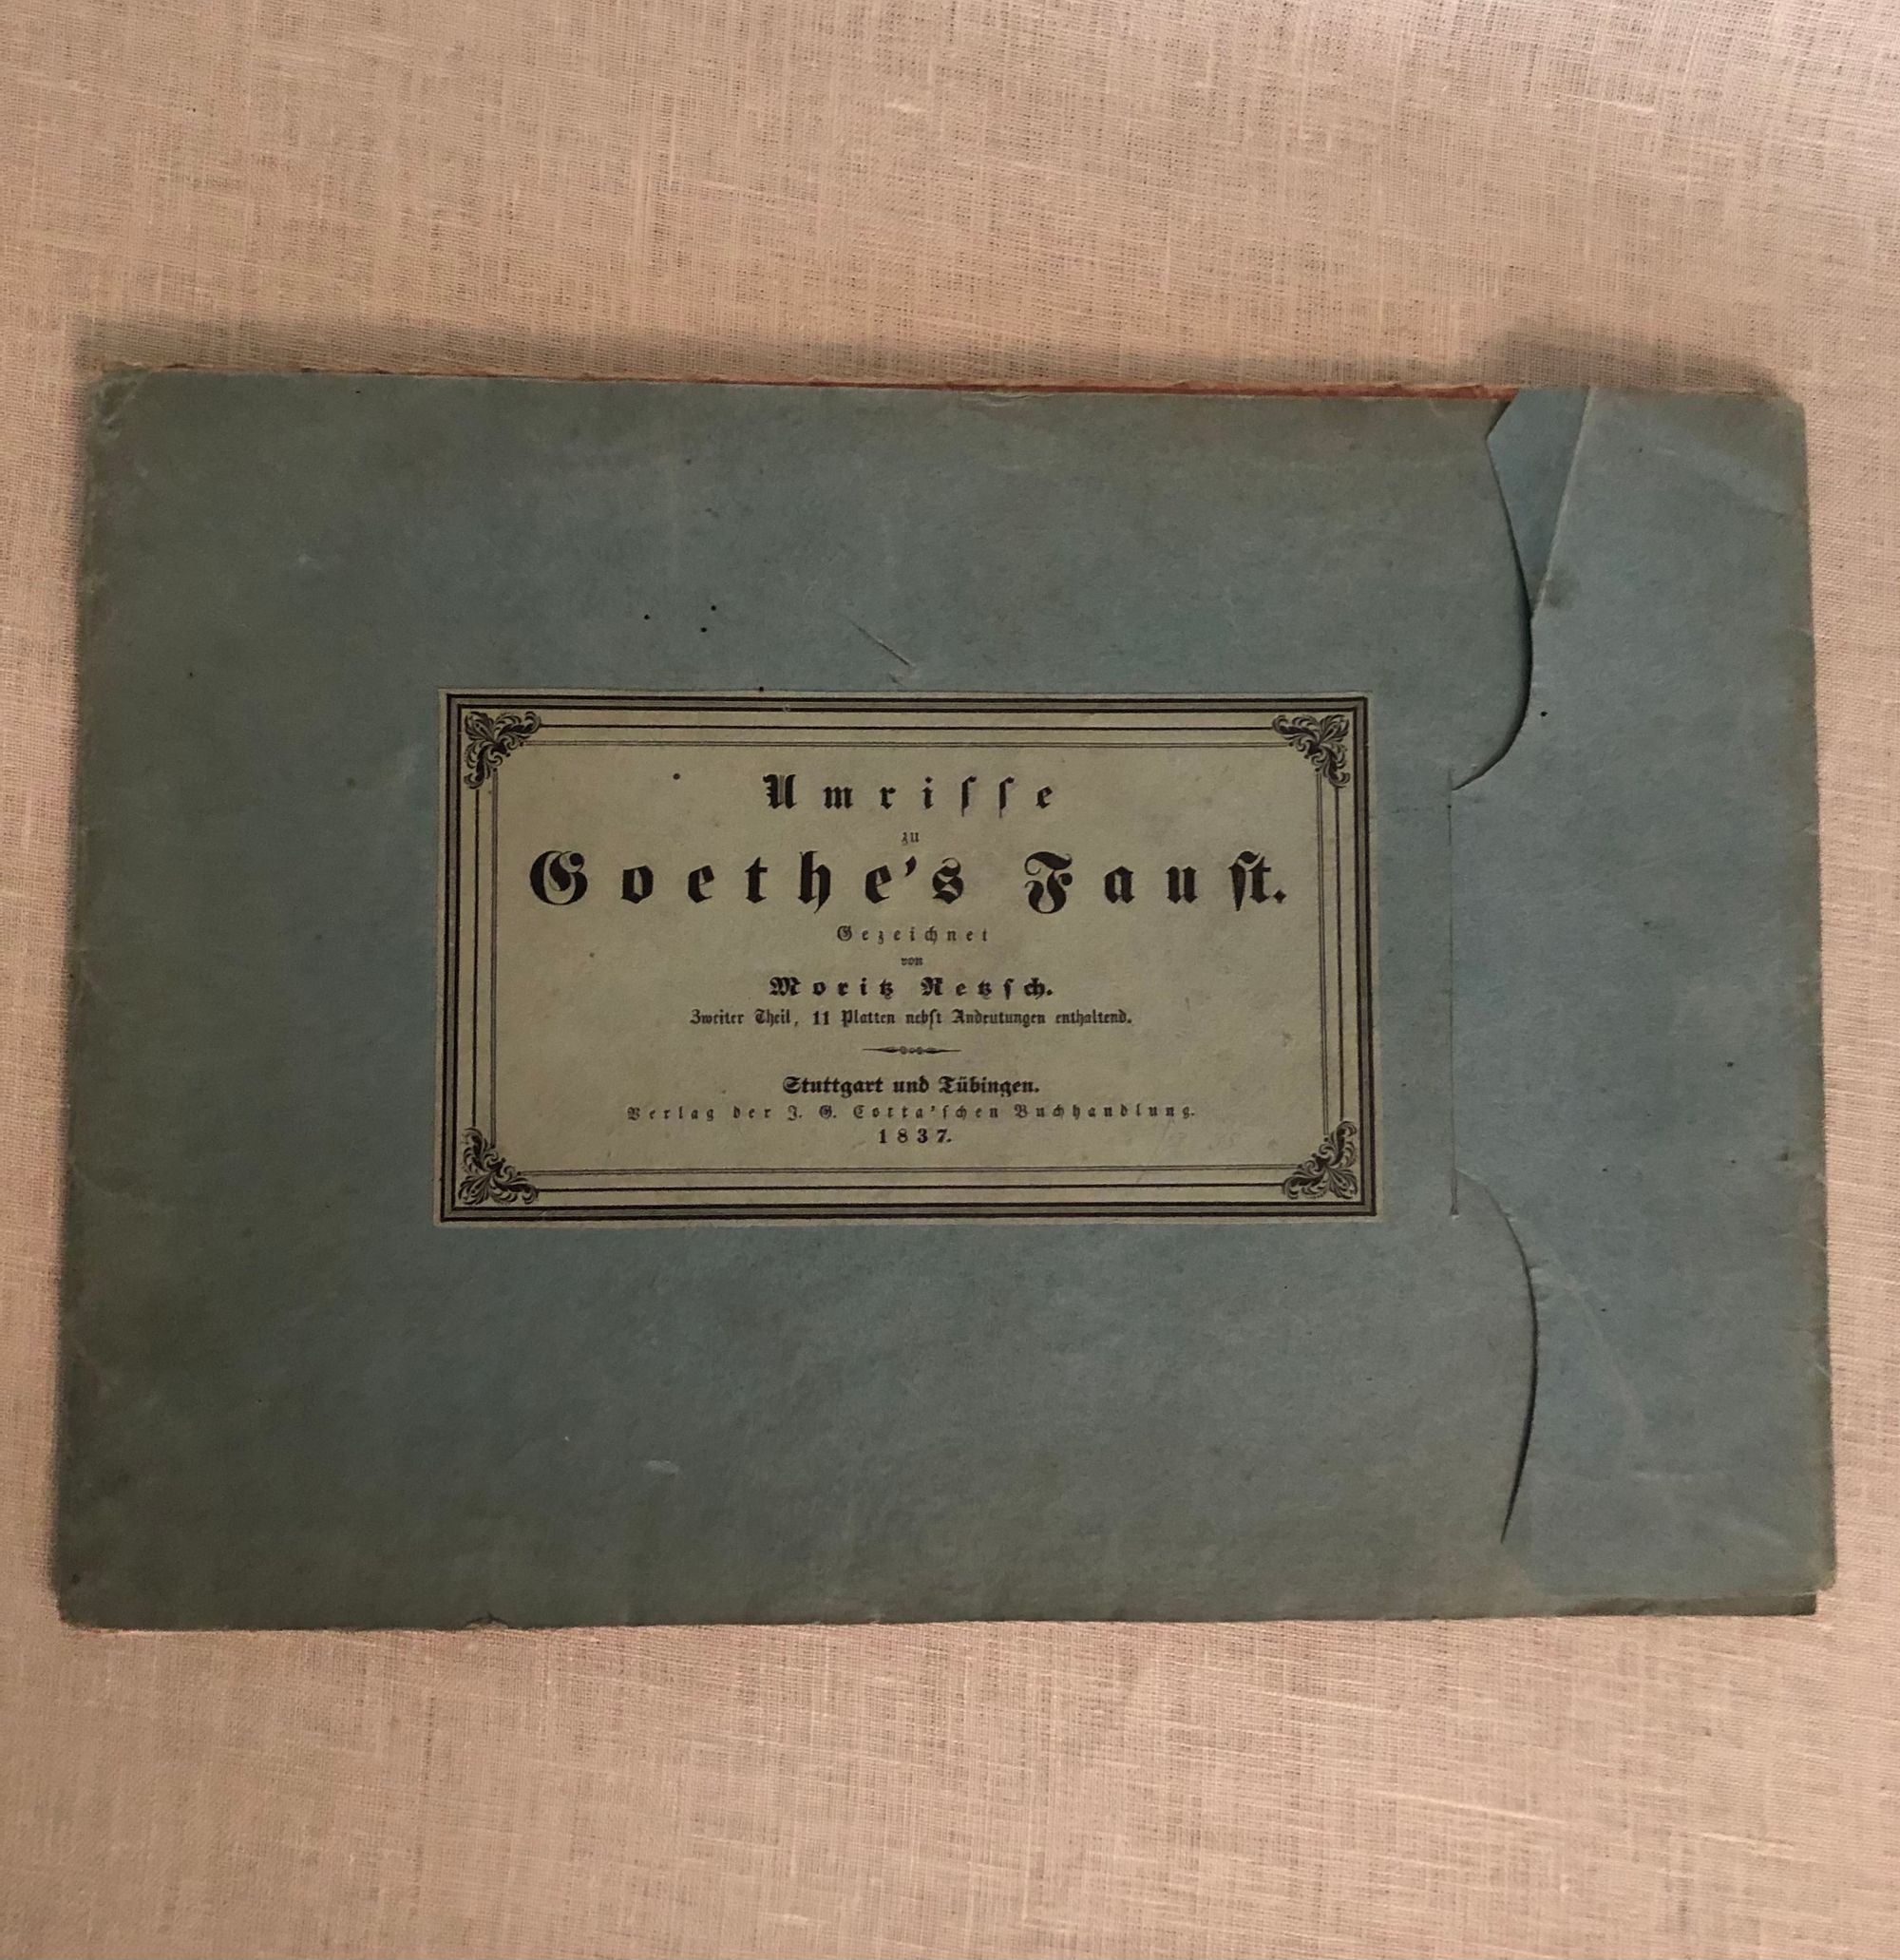 Umriſſe
zu
Goethe's Fauſt.
Gezeichnet
von
Moritz Retzſch.
Zweiter Theil, 11 Platten nebſt Andeutungen enthaltend.
Stuttgart und Tübingen.
Verlag der J. G. Cotta'ſchen Buchhandlung.
1837.